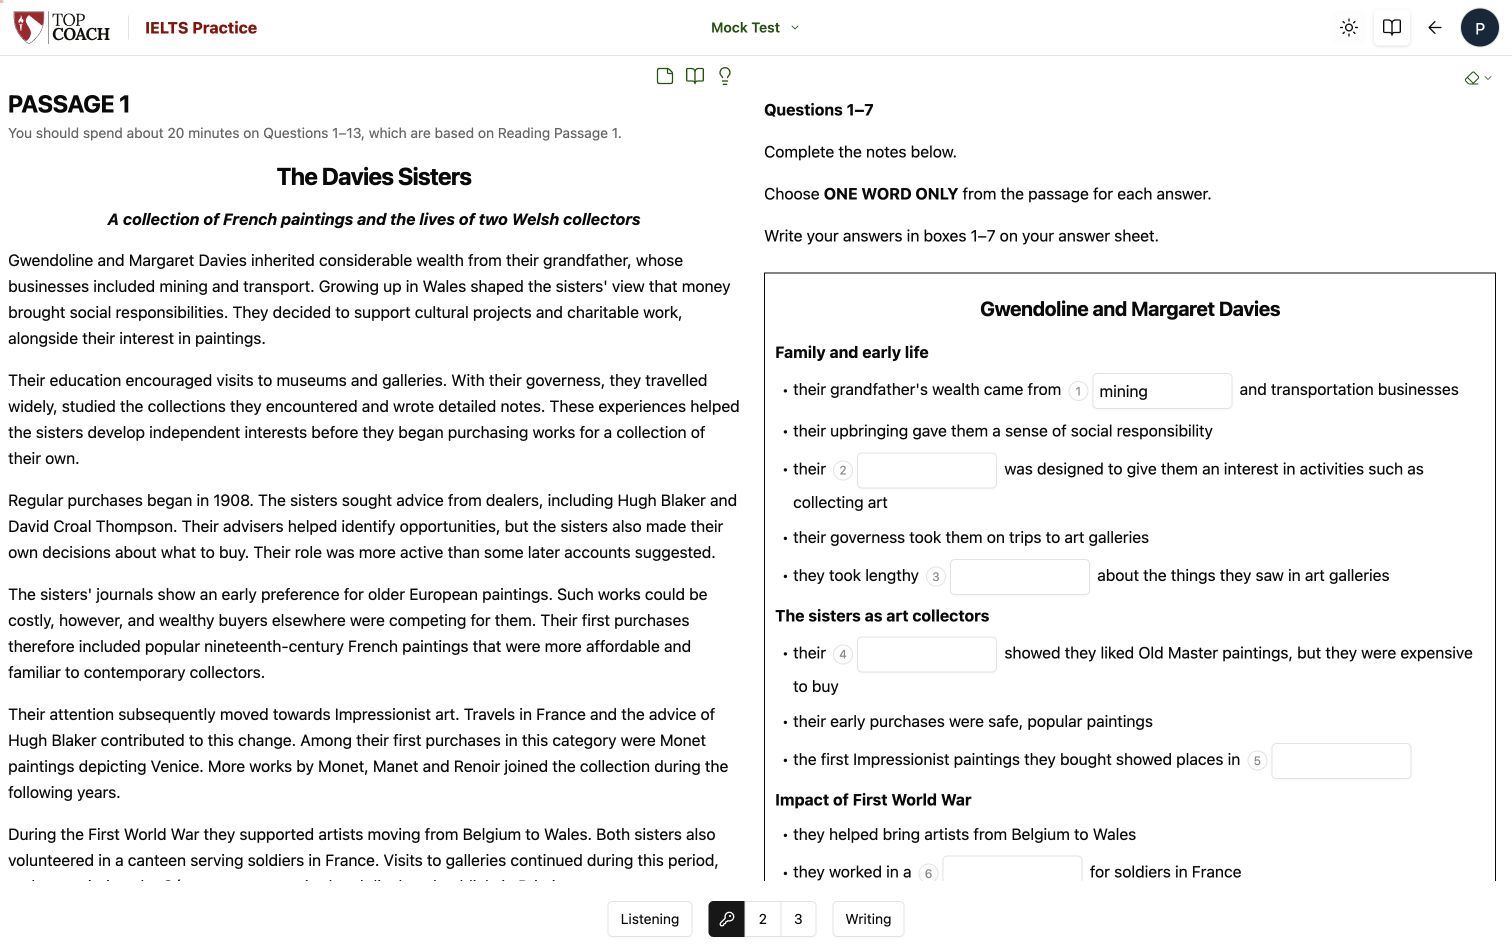 TOP
COACH
IELTS Practice
Mock Test
P
PASSAGE 1
You should spend about 20 minutes on Questions 1–13, which are based on Reading Passage 1.
The Davies Sisters
A collection of French paintings and the lives of two Welsh collectors
Gwendoline and Margaret Davies inherited considerable wealth from their grandfather, whose
businesses included mining and transport. Growing up in Wales shaped the sisters' view that money
brought social responsibilities. They decided to support cultural projects and charitable work,
alongside their interest in paintings.
Their education encouraged visits to museums and galleries. With their governess, they travelled
widely, studied the collections they encountered and wrote detailed notes. These experiences helped
the sisters develop independent interests before they began purchasing works for a collection of
their own.
Regular purchases began in 1908. The sisters sought advice from dealers, including Hugh Blaker and
David Croal Thompson. Their advisers helped identify opportunities, but the sisters also made their
own decisions about what to buy. Their role was more active than some later accounts suggested.
The sisters' journals show an early preference for older European paintings. Such works could be
costly, however, and wealthy buyers elsewhere were competing for them. Their first purchases
therefore included popular nineteenth-century French paintings that were more affordable and
familiar to contemporary collectors.
Their attention subsequently moved towards Impressionist art. Travels in France and the advice of
Hugh Blaker contributed to this change. Among their first purchases in this category were Monet
paintings depicting Venice. More works by Monet, Manet and Renoir joined the collection during the
following years.
During the First World War they supported artists moving from Belgium to Wales. Both sisters also
volunteered in a canteen serving soldiers in France. Visits to galleries continued during this period,
Questions 1–7
Complete the notes below.
Choose ONE WORD ONLY from the passage for each answer.
Write your answers in boxes 1–7 on your answer sheet.
Gwendoline and Margaret Davies
Family and early life
• their grandfather's wealth came from 1 mining and transportation businesses
• their upbringing gave them a sense of social responsibility
• their 2 was designed to give them an interest in activities such as
collecting art
• their governess took them on trips to art galleries
• they took lengthy 3 about the things they saw in art galleries
The sisters as art collectors
• their 4 showed they liked Old Master paintings, but they were expensive
to buy
• their early purchases were safe, popular paintings
• the first Impressionist paintings they bought showed places in 5
Impact of First World War
• they helped bring artists from Belgium to Wales
• they worked in a 6 for soldiers in France
Listening
2
3
Writing